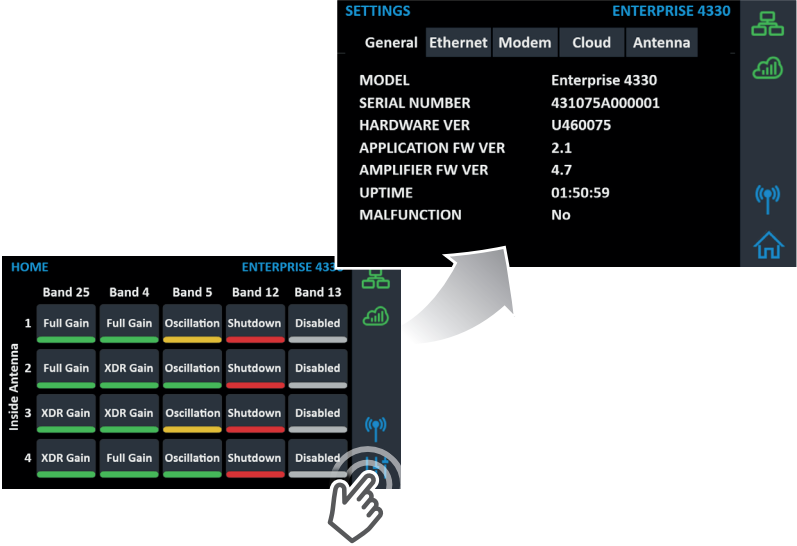 SETTINGS ENTERPRISE 4330
General Ethernet Modem Cloud Antenna
MODEL Enterprise 4330
SERIAL NUMBER 431075A000001
HARDWARE VER U460075
APPLICATION FW VER 2.1
AMPLIFIER FW VER 4.7
UPTIME 01:50:59
MALFUNCTION No
HOME ENTERPRISE 433
Band 25 Band 4 Band 5 Band 12 Band 13
Inside Antenna
1 Full Gain Full Gain Oscillation Shutdown Disabled
2 Full Gain XDR Gain Oscillation Shutdown Disabled
3 XDR Gain XDR Gain Oscillation Shutdown Disabled
4 XDR Gain Full Gain Oscillation Shutdown Disabled